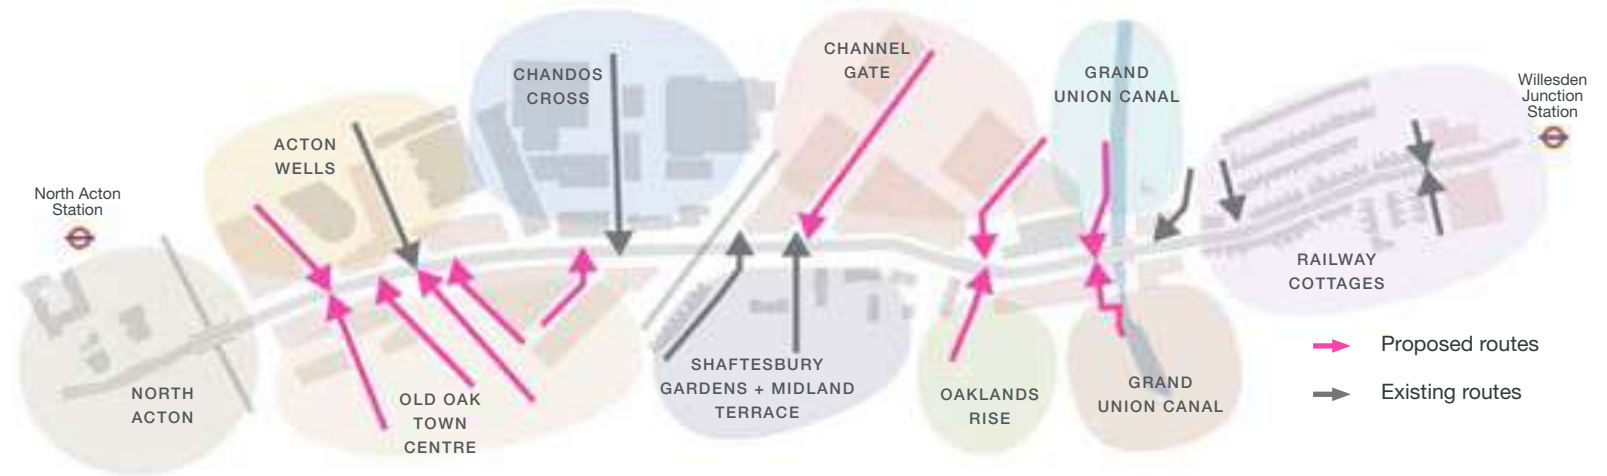 North Acton
Station
ACTON
WELLS
CHANDOS
CROSS
CHANNEL
GATE
GRAND
UNION CANAL
Willesden
Junction
Station
NORTH
ACTON
OLD OAK
TOWN
CENTRE
SHAFTESBURY
GARDENS + MIDLAND
TERRACE
OAKLANDS
RISE
GRAND
UNION CANAL
RAILWAY
COTTAGES
Proposed routes
Existing routes